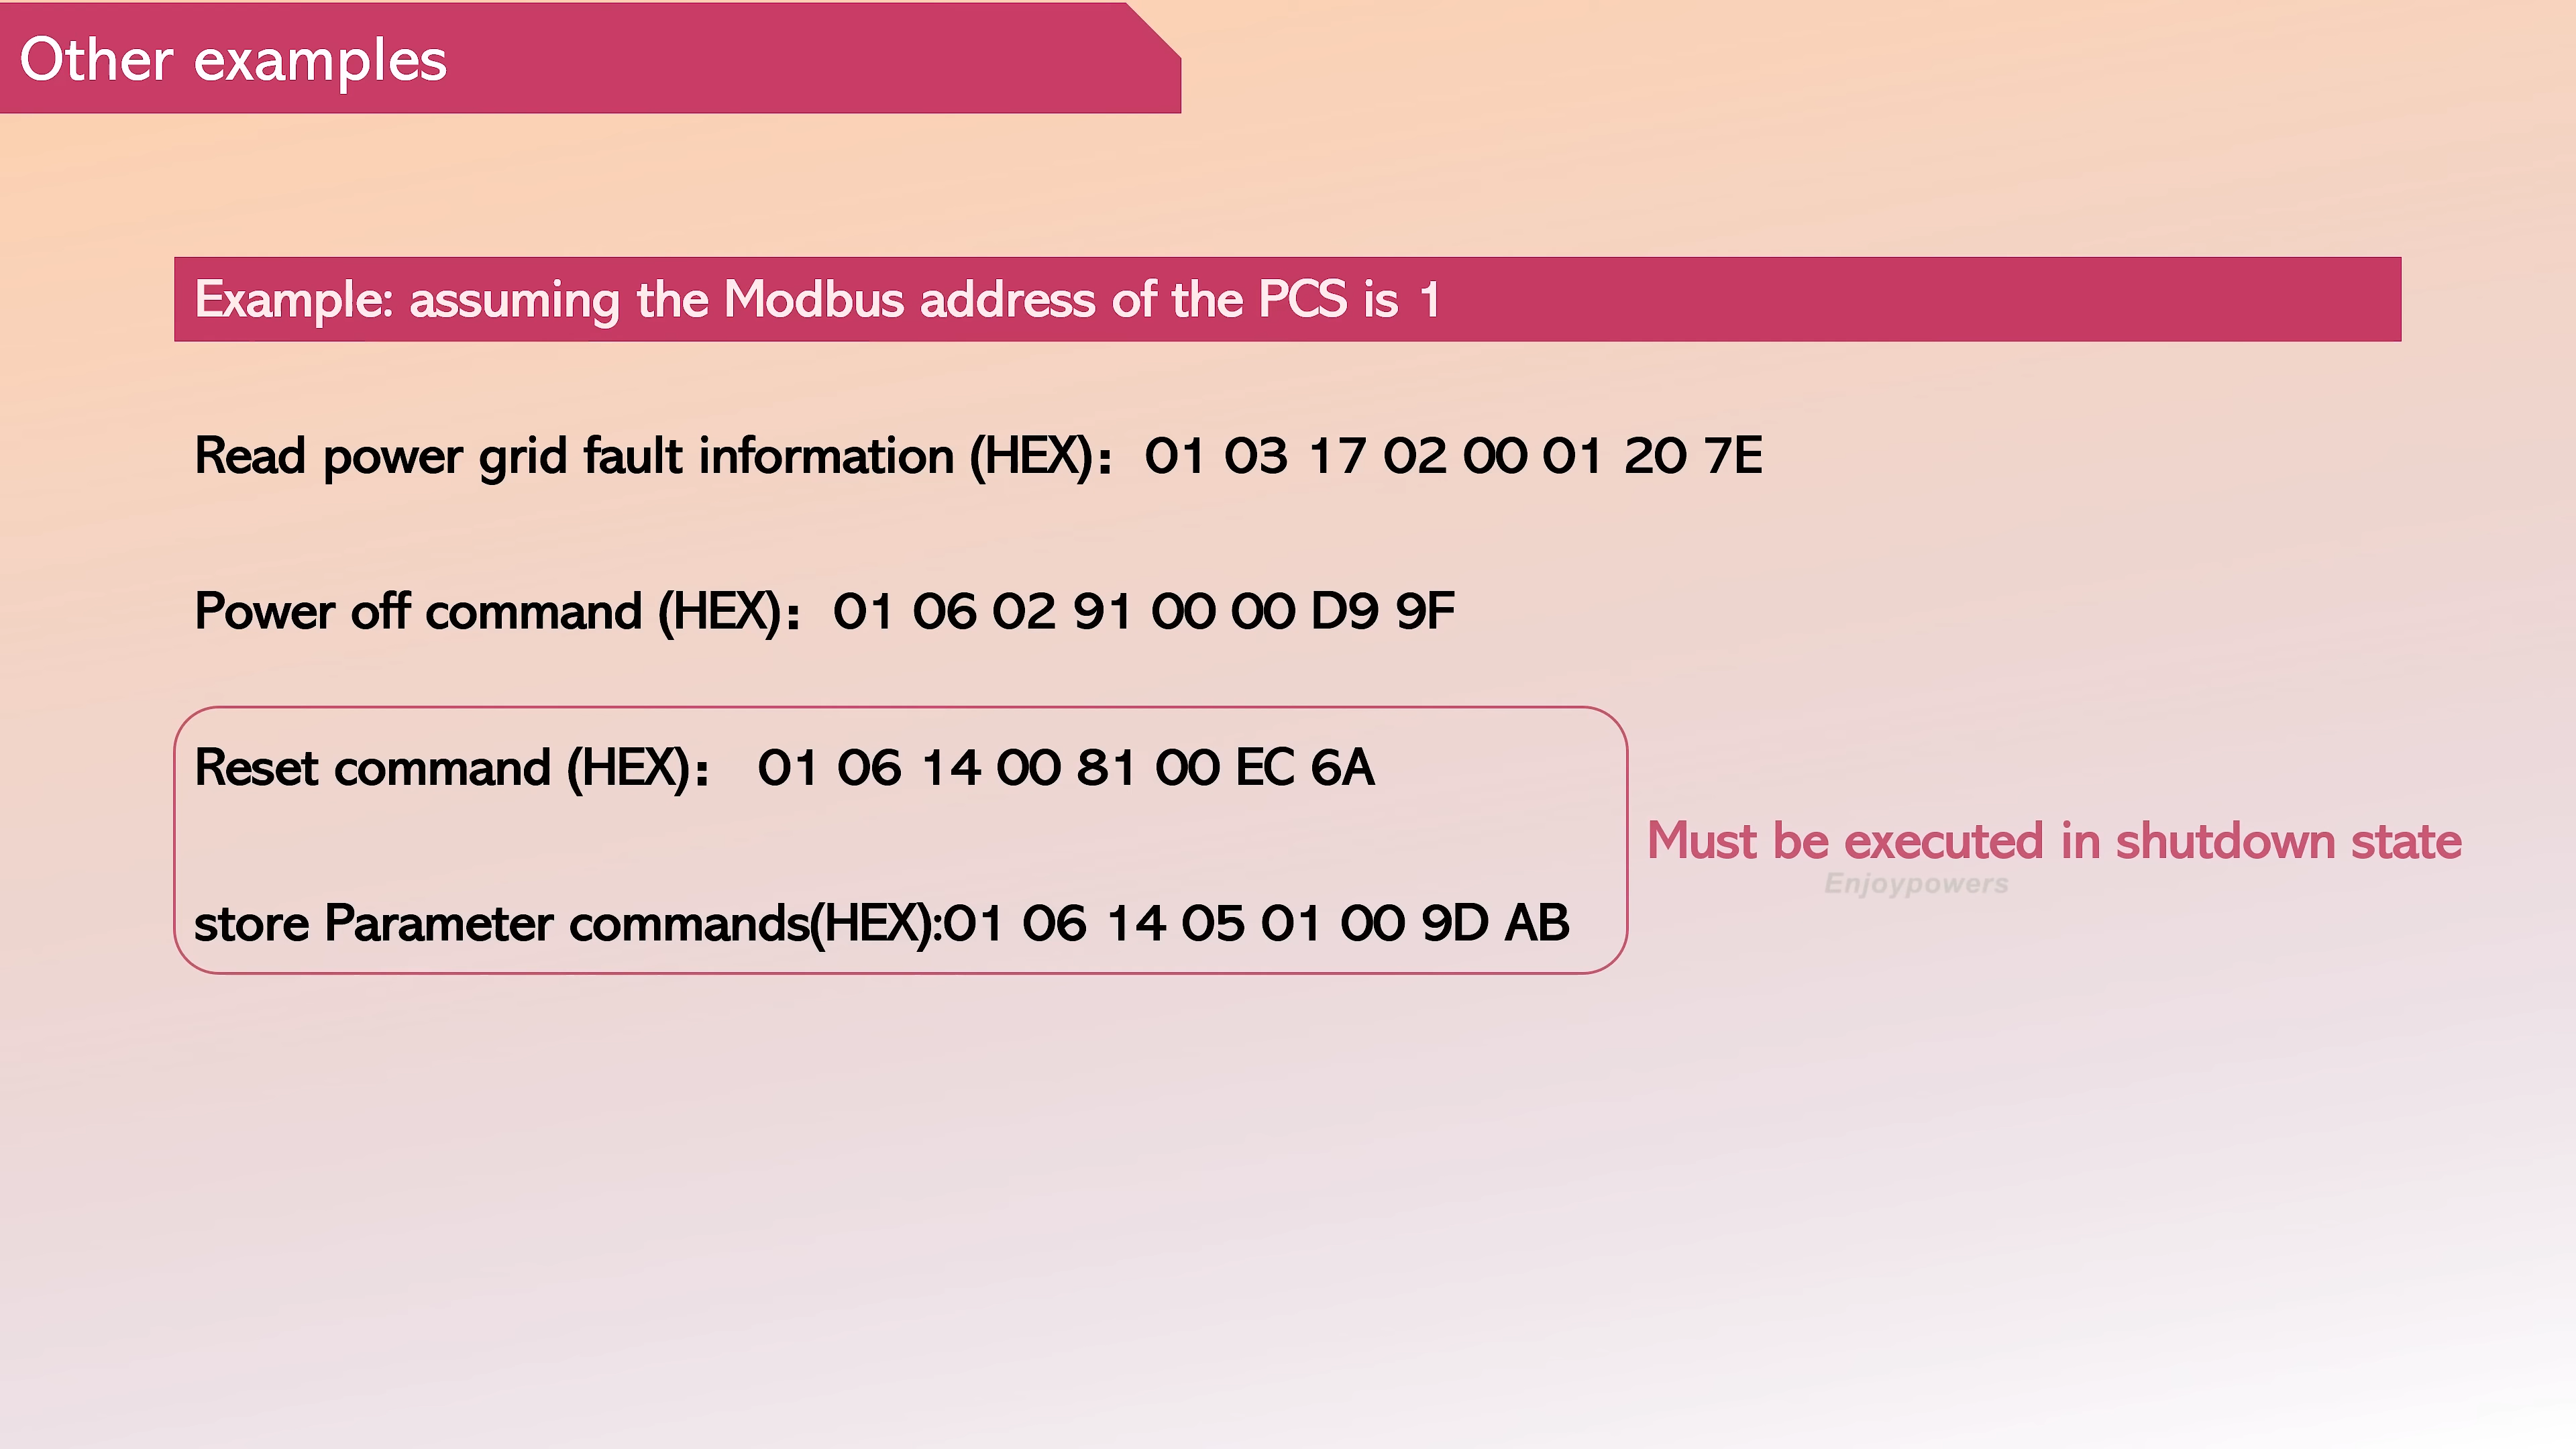 Other examples
Example: assuming the Modbus address of the PCS is 1
Read power grid fault information (HEX)：01 03 17 02 00 01 20 7E
Power off command (HEX)：01 06 02 91 00 00 D9 9F
Reset command (HEX)： 01 06 14 00 81 00 EC 6A
Must be executed in shutdown state
Enjoypowers
store Parameter commands(HEX):01 06 14 05 01 00 9D AB